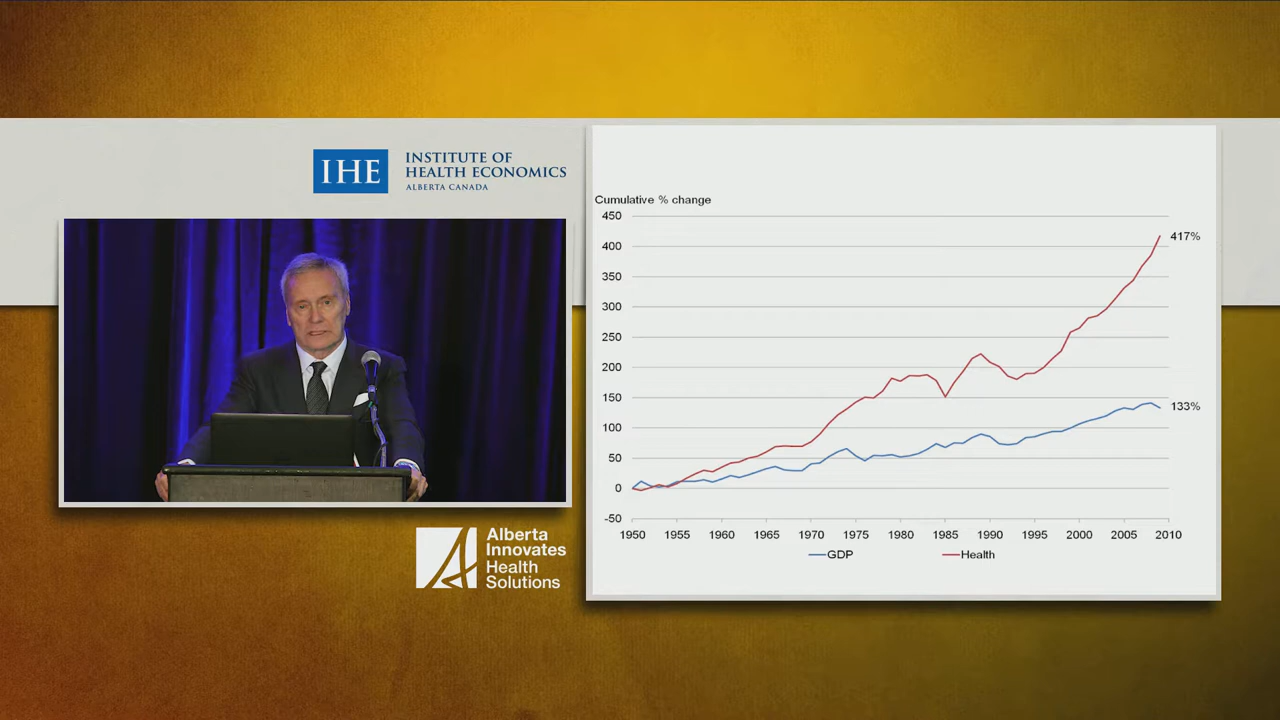 IHE
INSTITUTE OF
HEALTH ECONOMICS
ALBERTA CANADA
Alberta
Innovates
Health
Solutions
Cumulative % change
450
400
350
300
250
200
150
100
50
0
-50
417%
133%
1950 1955 1960 1965 1970 1975 1980 1985 1990 1995 2000 2005 2010
GDP Health